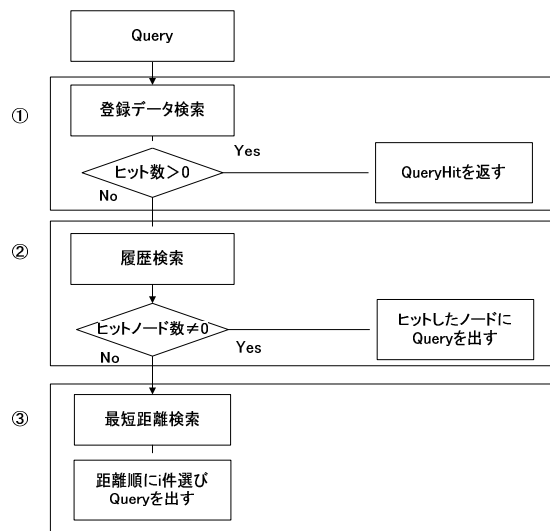 Query
①
登録データ検索
Yes
ヒット数>0
QueryHitを返す
No
②
履歴検索
ヒットノード数≠0
ヒットしたノードに
Queryを出す
No
Yes
③
最短距離検索
距離順にi件選び
Queryを出す